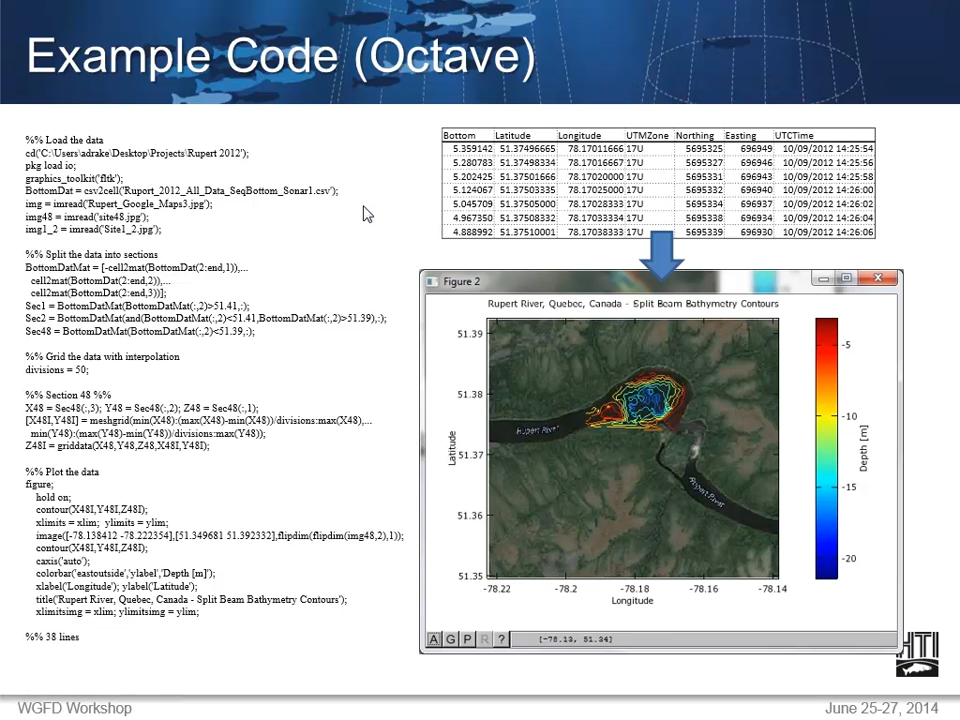 Example Code (Octave)
%% Load the data
cd('C:\Users\adrake\Desktop\Projects\Rupert 2012');
pkg load io;
graphics_toolkit('fltk');
BottomDat = csv2cell('Ruport_2012_All_Data_SeqBottom_Sonar1.csv');
img = imread('Rupert_Google_Maps3.jpg');
img48 = imread('site48.jpg');
img1_2 = imread('Site1_2.jpg');
%% Split the data into sections
BottomDatMat = [-cell2mat(BottomDat(2:end,1)),...
cell2mat(BottomDat(2:end,2)),...
cell2mat(BottomDat(2:end,3))];
Sec1 = BottomDatMat(BottomDatMat(:,2)>51.41,:);
Sec2 = BottomDatMat(and(BottomDatMat(:,2)<51.41,BottomDatMat(:,2)>51.39),:);
Sec48 = BottomDatMat(BottomDatMat(:,2)<51.39,:);
%% Grid the data with interpolation
divisions = 50;
%% Section 48 %%
X48 = Sec48(:,3); Y48 = Sec48(:,2); Z48 = Sec48(:,1);
[X48I,Y48I] = meshgrid(min(X48):(max(X48)-min(X48))/divisions:max(X48),...
min(Y48):(max(Y48)-min(Y48))/divisions:max(Y48));
Z48I = griddata(X48,Y48,Z48,X48I,Y48I);
%% Plot the data
figure;
hold on;
contour(X48I,Y48I,Z48I);
xlimits = xlim; ylimits = ylim;
image([-78.138412 -78.222354],[51.349681 51.392332],flipdim(flipdim(img48,2),1));
contour(X48I,Y48I,Z48I);
caxis('auto');
colorbar('eastoutside','ylabel','Depth [m]');
xlabel('Longitude'); ylabel('Latitude');
title('Rupert River, Quebec, Canada - Split Beam Bathymetry Contours');
xlimitsimg = xlim; ylimitsimg = ylim;
%% 38 lines
Bottom Latitude Longitude UTMZone Northing Easting UTCTime
5.359142 51.37496665 78.17011666 17U 5695325 696949 10/09/2012 14:25:54
5.280783 51.37498334 78.17016667 17U 5695327 696946 10/09/2012 14:25:56
5.202425 51.37501666 78.17020000 17U 5695331 696943 10/09/2012 14:25:58
5.124067 51.37503335 78.17025000 17U 5695332 696940 10/09/2012 14:26:00
5.045709 51.37505000 78.17028333 17U 5695334 696937 10/09/2012 14:26:02
4.967350 51.37508332 78.17033334 17U 5695338 696934 10/09/2012 14:26:04
4.888992 51.37510001 78.17038333 17U 5695339 696930 10/09/2012 14:26:06
Figure 2
Rupert River, Quebec, Canada - Split Beam Bathymetry Contours
51.39
51.38
51.37
51.36
51.35
Latitude
Rupert River
Rupert River
-78.22 -78.2 -78.18 -78.16 -78.14
Longitude
-5
-10
-15
-20
Depth [m]
A G P R ? [-78.13, 51.34]
HTI
WGFD Workshop
June 25-27, 2014